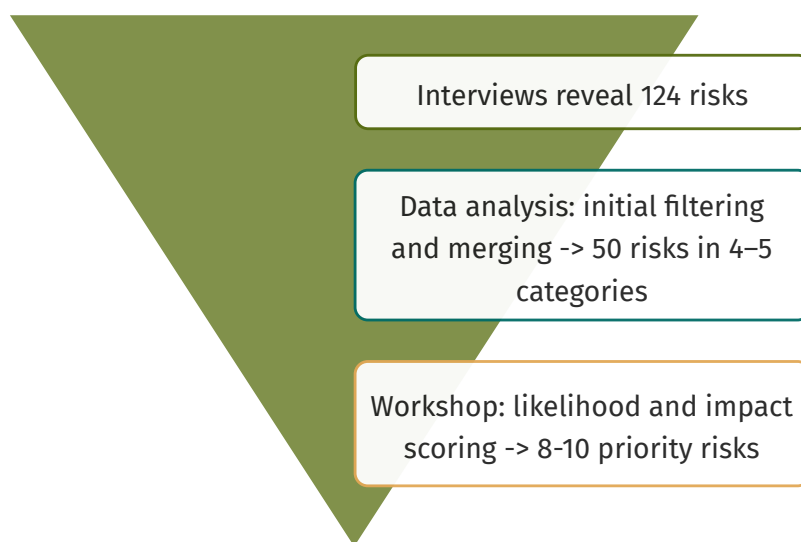 Interviews reveal 124 risks
Data analysis: initial filtering
and merging -> 50 risks in 4–5
categories
Workshop: likelihood and impact
scoring -> 8-10 priority risks